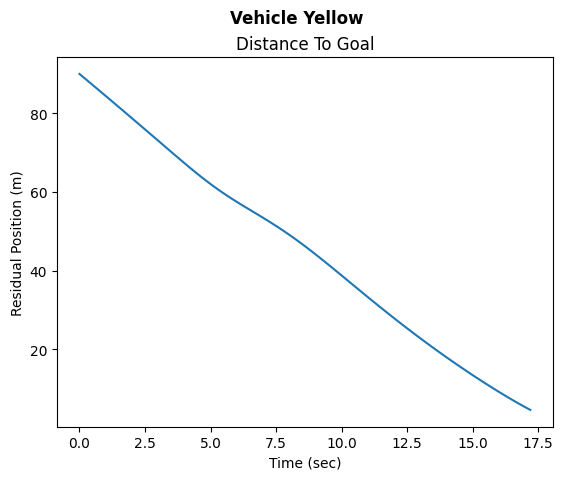 Vehicle Yellow
Distance To Goal
Residual Position (m)
80
60
40
20
0.0 2.5 5.0 7.5 10.0 12.5 15.0 17.5
Time (sec)